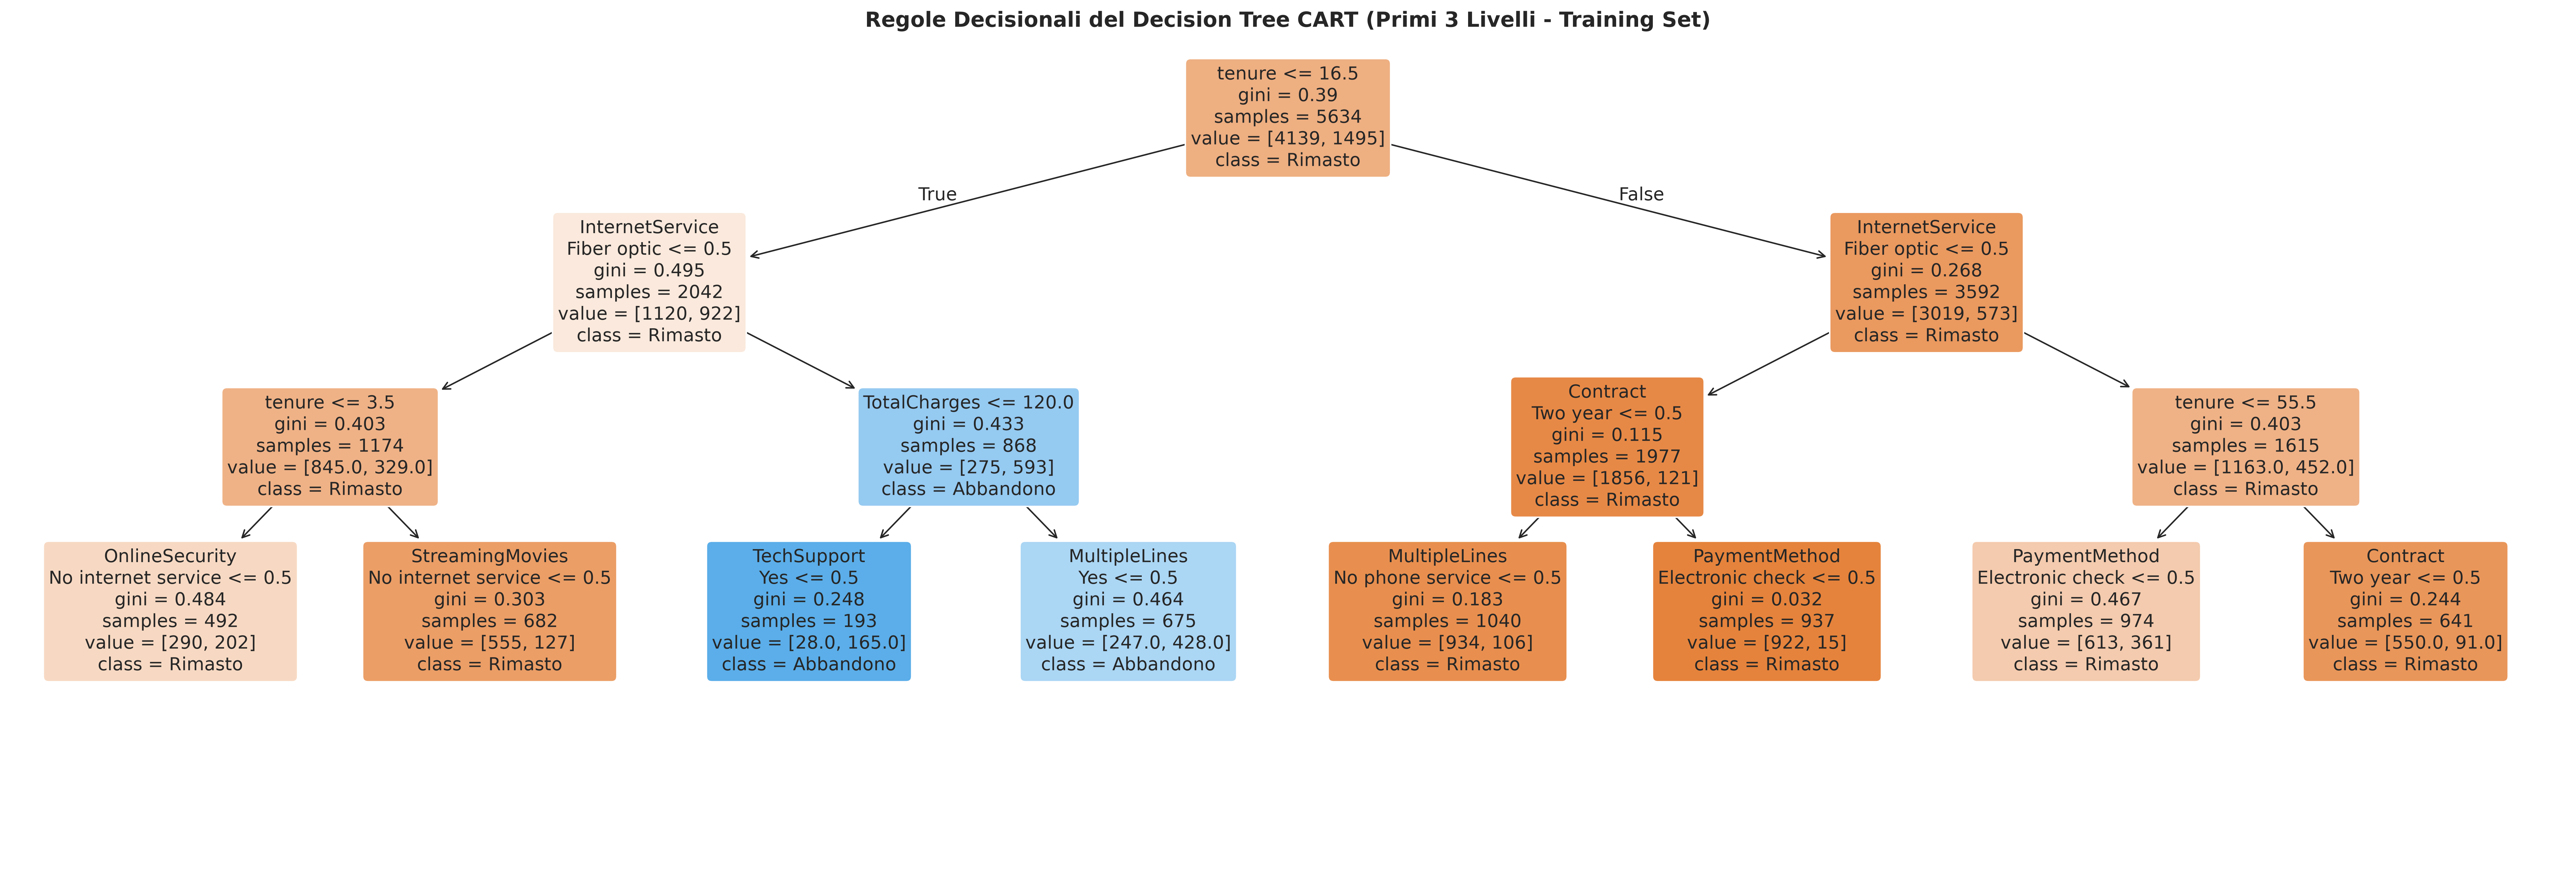 Regole Decisionali del Decision Tree CART (Primi 3 Livelli - Training Set)
tenure <= 16.5
gini = 0.39
samples = 5634
value = [4139, 1495]
class = Rimasto
True
False
InternetService
Fiber optic <= 0.5
gini = 0.495
samples = 2042
value = [1120, 922]
class = Rimasto
InternetService
Fiber optic <= 0.5
gini = 0.268
samples = 3592
value = [3019, 573]
class = Rimasto
tenure <= 3.5
gini = 0.403
samples = 1174
value = [845.0, 329.0]
class = Rimasto
TotalCharges <= 120.0
gini = 0.433
samples = 868
value = [275, 593]
class = Abbandono
Contract
Two year <= 0.5
gini = 0.115
samples = 1977
value = [1856, 121]
class = Rimasto
tenure <= 55.5
gini = 0.403
samples = 1615
value = [1163.0, 452.0]
class = Rimasto
OnlineSecurity
No internet service <= 0.5
gini = 0.484
samples = 492
value = [290, 202]
class = Rimasto
StreamingMovies
No internet service <= 0.5
gini = 0.303
samples = 682
value = [555, 127]
class = Rimasto
TechSupport
Yes <= 0.5
gini = 0.248
samples = 193
value = [28.0, 165.0]
class = Abbandono
MultipleLines
Yes <= 0.5
gini = 0.464
samples = 675
value = [247.0, 428.0]
class = Abbandono
MultipleLines
No phone service <= 0.5
gini = 0.183
samples = 1040
value = [934, 106]
class = Rimasto
PaymentMethod
Electronic check <= 0.5
gini = 0.032
samples = 937
value = [922, 15]
class = Rimasto
PaymentMethod
Electronic check <= 0.5
gini = 0.467
samples = 974
value = [613, 361]
class = Rimasto
Contract
Two year <= 0.5
gini = 0.244
samples = 641
value = [550.0, 91.0]
class = Rimasto